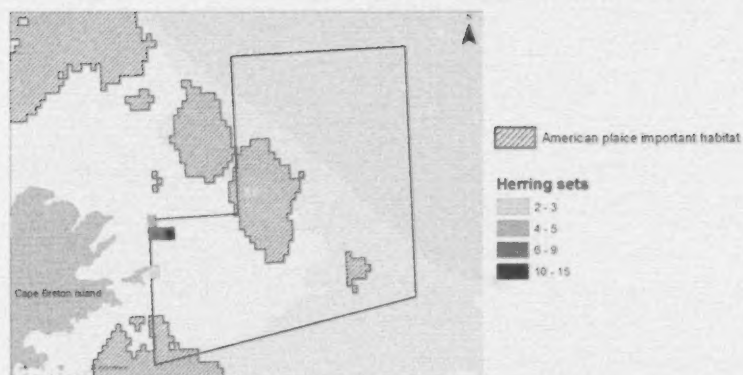 N
American plaice important habitat
Herring sets
2 - 3
4 - 5
6 - 9
10 - 15
Cape Breton Island